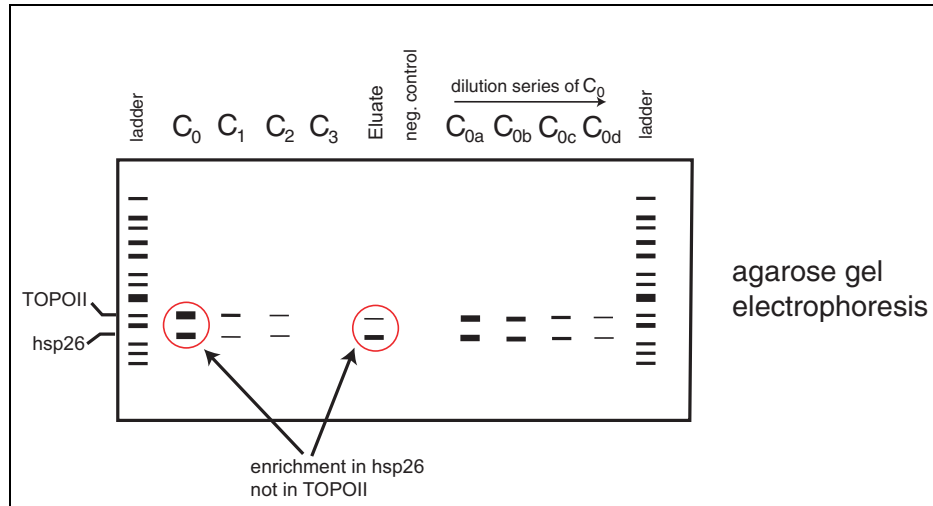 ladder
C0
C1
C2
C3
Eluate
neg. control
dilution series of C0
C0a
C0b
C0c
C0d
ladder
TOPOII
hsp26
agarose gel
electrophoresis
enrichment in hsp26
not in TOPOII